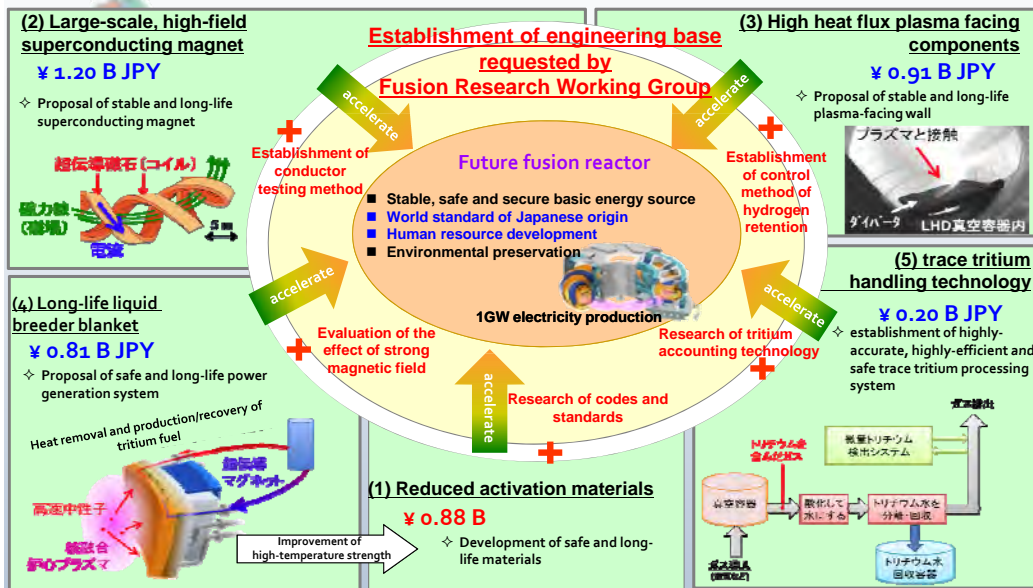 (2) Large-scale, high-field
superconducting magnet
¥ 1.20 B JPY
✧ Proposal of stable and long-life
superconducting magnet
超伝導磁石(コイル)
磁力線
(磁場)
電流
5 m
Establishment of engineering base
requested by
Fusion Research Working Group
accelerate
accelerate
Establishment of
conductor
testing method
Establishment
of control
method of
hydrogen
retention
Future fusion reactor
■ Stable, safe and secure basic energy source
■ World standard of Japanese origin
■ Human resource development
■ Environmental preservation
1GW electricity production
accelerate
accelerate
Evaluation of the
effect of strong
magnetic field
Research of tritium
accounting technology
accelerate
Research of codes and
standards
(3) High heat flux plasma facing
components
¥ 0.91 B JPY
✧ Proposal of stable and long-life
plasma-facing wall
プラズマと接触
ダイバータ
LHD真空容器内
(4) Long-life liquid
breeder blanket
¥ 0.81 B JPY
✧ Proposal of safe and long-life power
generation system
Heat removal and production/recovery of
tritium fuel
超伝導
マグネット
高速中性子
核融合
炉心プラズマ
Improvement of
high-temperature strength
(1) Reduced activation materials
¥ 0.88 B
✧ Development of safe and long-
life materials
(5) trace tritium
handling technology
¥ 0.20 B JPY
✧ establishment of highly-
accurate, highly-efficient and
safe trace tritium processing
system
ガス排出
トリチウムを
含んだガス
微量トリチウム
検出システム
真空容器
酸化して
水にする
トリチウム水を
分離・回収
トリチウム水
回収容器